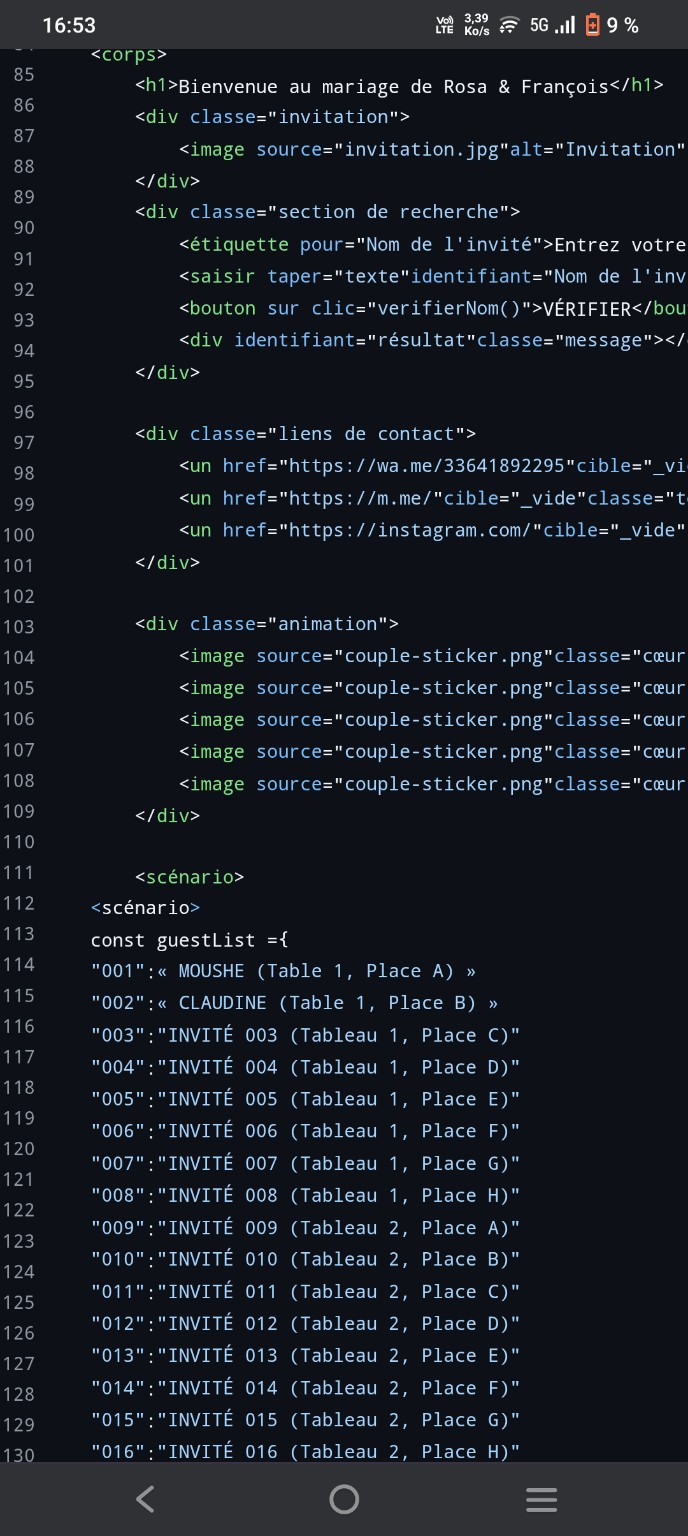 16:53 Vo) LTE 3,39 Ko/s 5G 9 %
<corps>
85 <h1>Bienvenue au mariage de Rosa & François</h1>
86 <div classe="invitation">
87 <image source="invitation.jpg"alt="Invitation"
88 </div>
89 <div classe="section de recherche">
90 <étiquette pour="Nom de l'invité">Entrez votre
91 <saisir taper="texte"identifiant="Nom de l'inv
92 <bouton sur clic="verifierNom()">VÉRIFIER</bou
93 <div identifiant="résultat"classe="message"></
94 </div>
95
96 <div classe="liens de contact">
97 <un href="https://wa.me/33641892295"cible="_vi
98 <un href="https://m.me/"cible="_vide"classe="t
99 <un href="https://instagram.com/"cible="_vide"
100 </div>
101
102 <div classe="animation">
103 <image source="couple-sticker.png"classe="cœur
104 <image source="couple-sticker.png"classe="cœur
105 <image source="couple-sticker.png"classe="cœur
106 <image source="couple-sticker.png"classe="cœur
107 <image source="couple-sticker.png"classe="cœur
108 </div>
109
110 <scénario>
111 <scénario>
112 const guestList ={
113 "001":« MOUSHE (Table 1, Place A) »
114 "002":« CLAUDINE (Table 1, Place B) »
115 "003":"INVITÉ 003 (Tableau 1, Place C)"
116 "004":"INVITÉ 004 (Tableau 1, Place D)"
117 "005":"INVITÉ 005 (Tableau 1, Place E)"
118 "006":"INVITÉ 006 (Tableau 1, Place F)"
119 "007":"INVITÉ 007 (Tableau 1, Place G)"
120 "008":"INVITÉ 008 (Tableau 1, Place H)"
121 "009":"INVITÉ 009 (Tableau 2, Place A)"
122 "010":"INVITÉ 010 (Tableau 2, Place B)"
123 "011":"INVITÉ 011 (Tableau 2, Place C)"
124 "012":"INVITÉ 012 (Tableau 2, Place D)"
125 "013":"INVITÉ 013 (Tableau 2, Place E)"
126 "014":"INVITÉ 014 (Tableau 2, Place F)"
127 "015":"INVITÉ 015 (Tableau 2, Place G)"
128 "016":"INVITÉ 016 (Tableau 2, Place H)"
129
130